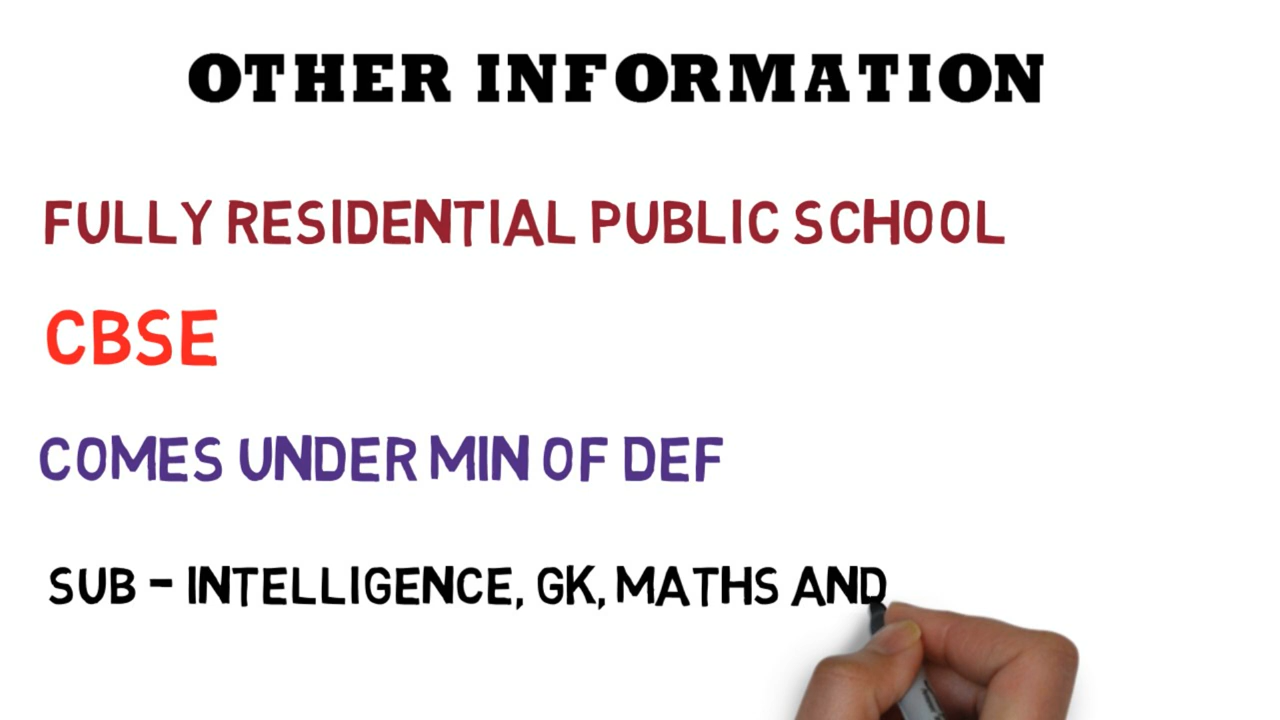 OTHER INFORMATION
FULLY RESIDENTIAL PUBLIC SCHOOL
CBSE
COMES UNDER MIN OF DEF
SUB - INTELLIGENCE, GK, MATHS AND